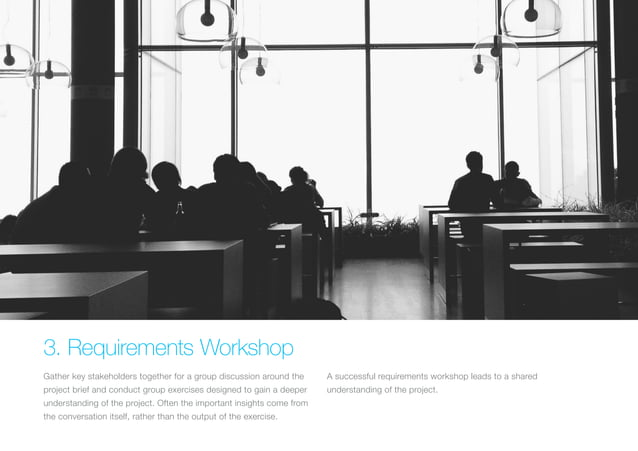 3. Requirements Workshop
Gather key stakeholders together for a group discussion around the
project brief and conduct group exercises designed to gain a deeper
understanding of the project. Often the important insights come from
the conversation itself, rather than the output of the exercise.
A successful requirements workshop leads to a shared
understanding of the project.